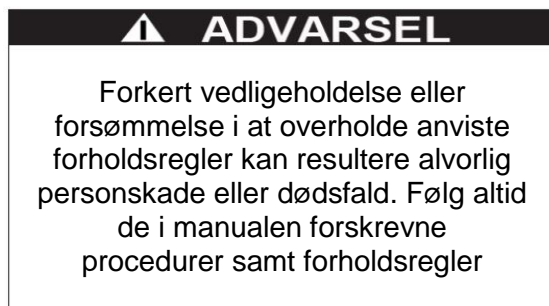 ADVARSEL
Forkert vedligeholdelse eller
forsømmelse i at overholde anviste
forholdsregler kan resultere alvorlig
personskade eller dødsfald. Følg altid
de i manualen forskrevne
procedurer samt forholdsregler